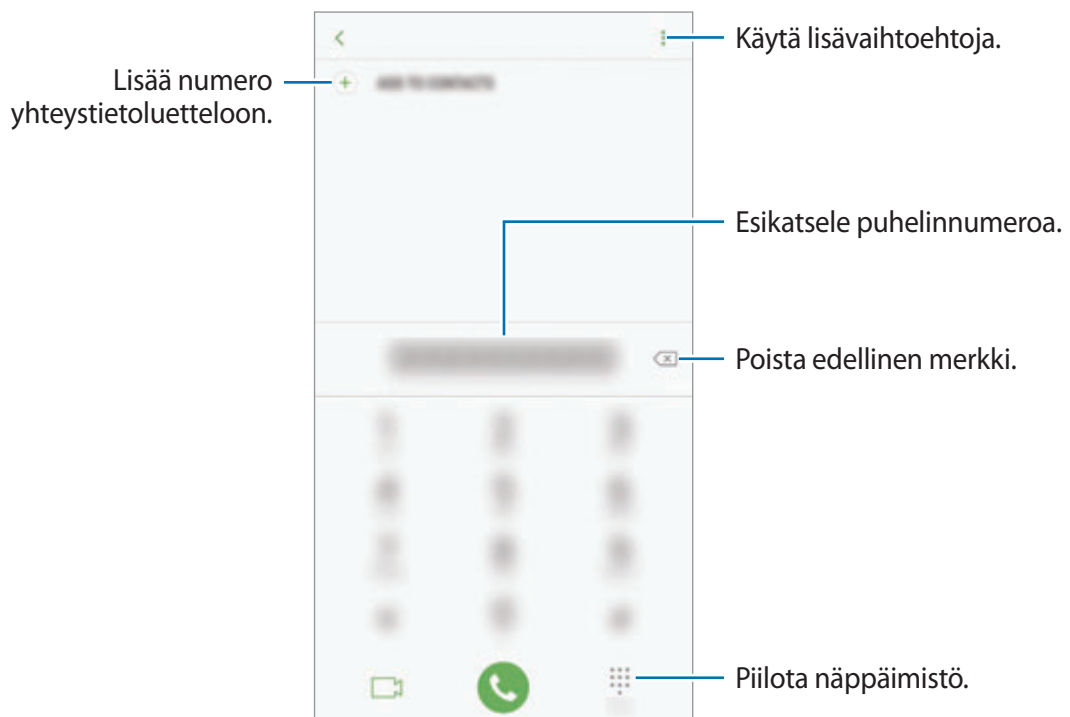 Käytä lisävaihtoehtoja.
Lisää numero
yhteystietoluetteloon.
ADD TO CONTACTS
Esikatsele puhelinnumeroa.
Poista edellinen merkki.
Piilota näppäimistö.